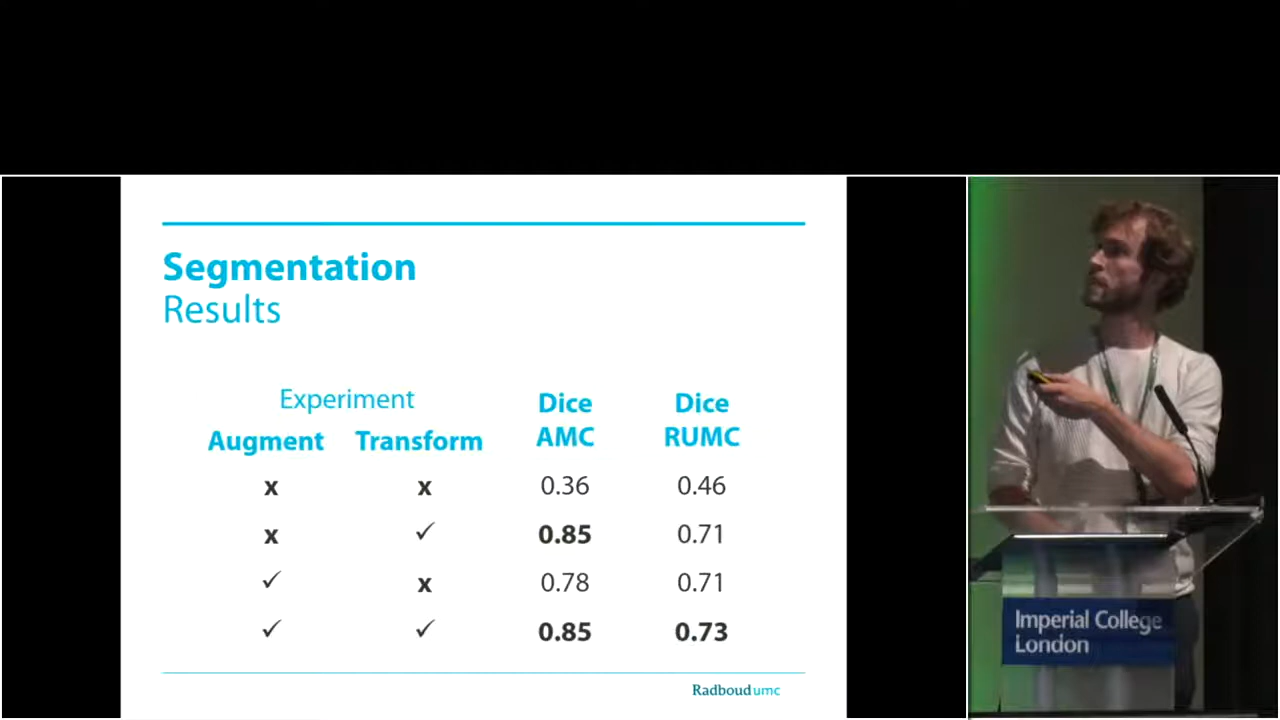 Segmentation
Results
Experiment
Augment Transform Dice AMC Dice RUMC
x x 0.36 0.46
x ✓ 0.85 0.71
✓ x 0.78 0.71
✓ ✓ 0.85 0.73
Radboudumc
Imperial College
London